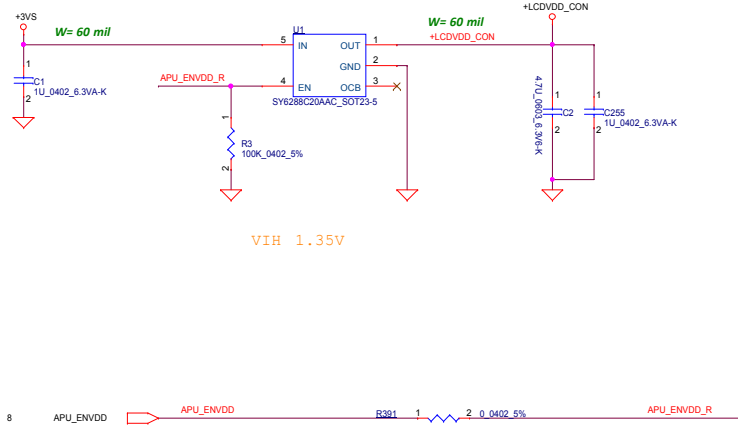 +3VS
+LCDVDD_CON
W= 60 mil
U1
W= 60 mil
+LCDVDD_CON
5 IN OUT 1
GND 2
1
C1
1U_0402_6.3VA-K
2
APU_ENVDD_R
4 EN OCB 3
SY6288C20AAC_SOT23-5
4.7U_0603_6.3V6-K
1
C2
2
1
C255
1U_0402_6.3VA-K
2
1
R3
100K_0402_5%
2
VIH 1.35V
8 APU_ENVDD APU_ENVDD R391 1 2 0_0402_5% APU_ENVDD_R